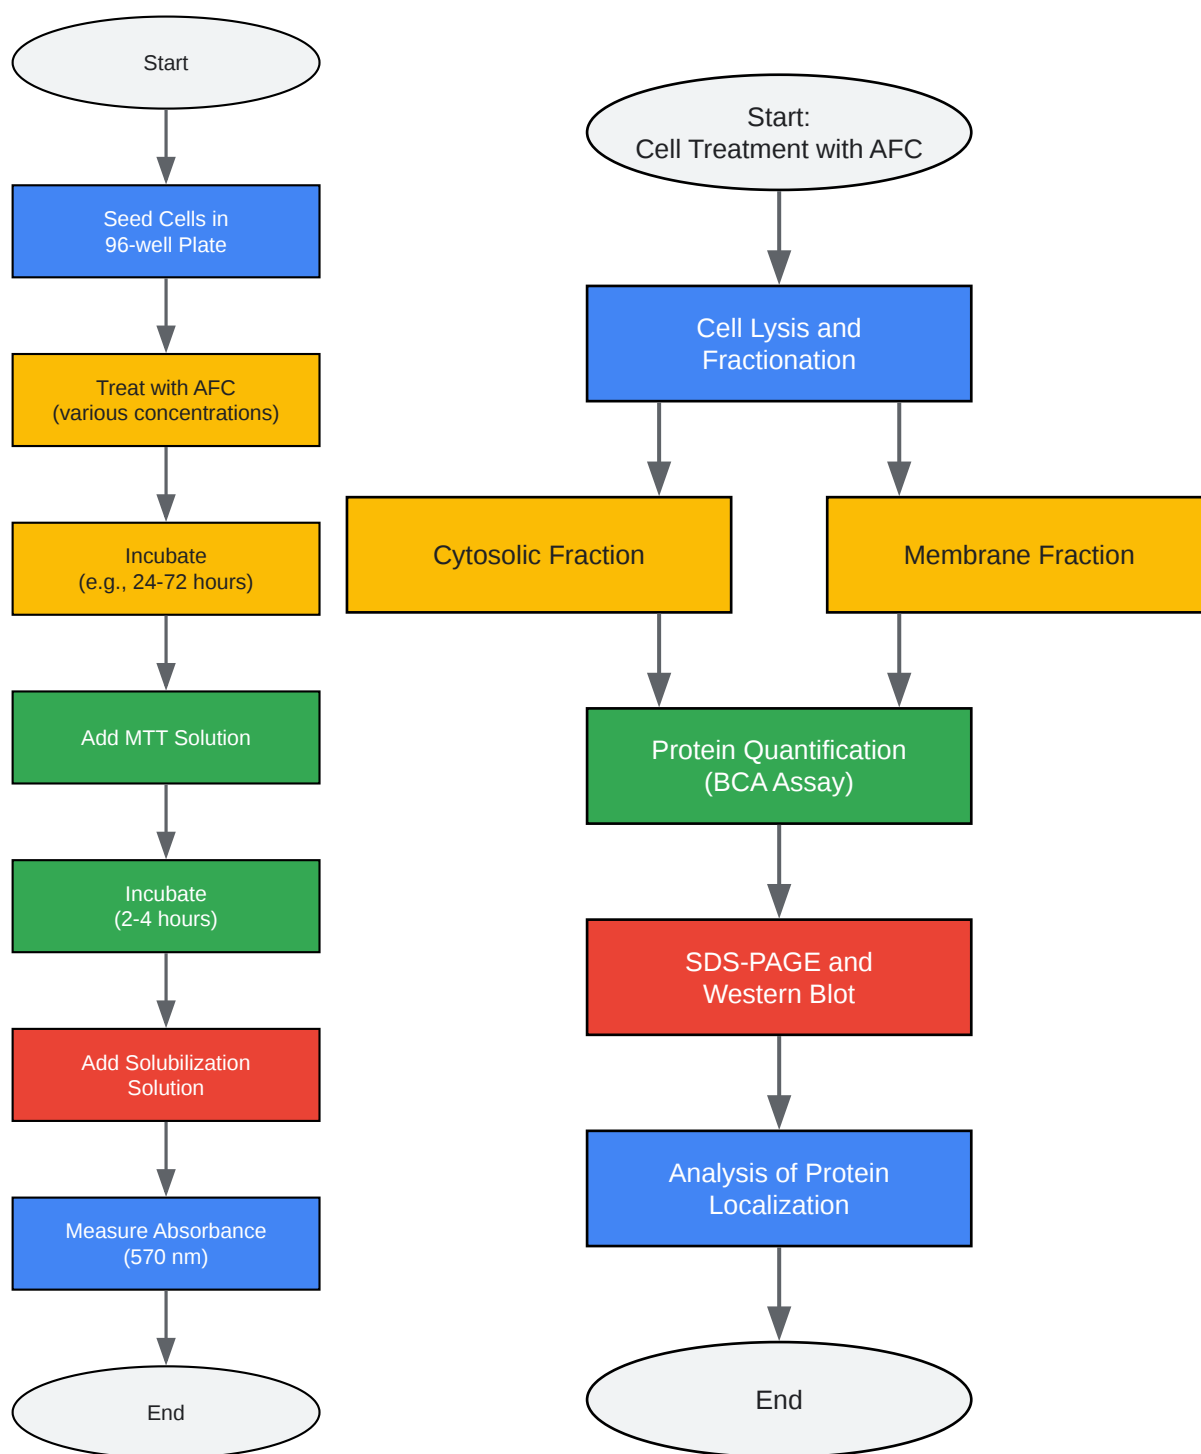 Start
Seed Cells in
96-well Plate
Treat with AFC
(various concentrations)
Incubate
(e.g., 24-72 hours)
Add MTT Solution
Incubate
(2-4 hours)
Add Solubilization
Solution
Measure Absorbance
(570 nm)
End
Start:
Cell Treatment with AFC
Cell Lysis and
Fractionation
Cytosolic Fraction
Membrane Fraction
Protein Quantification
(BCA Assay)
SDS-PAGE and
Western Blot
Analysis of Protein
Localization
End